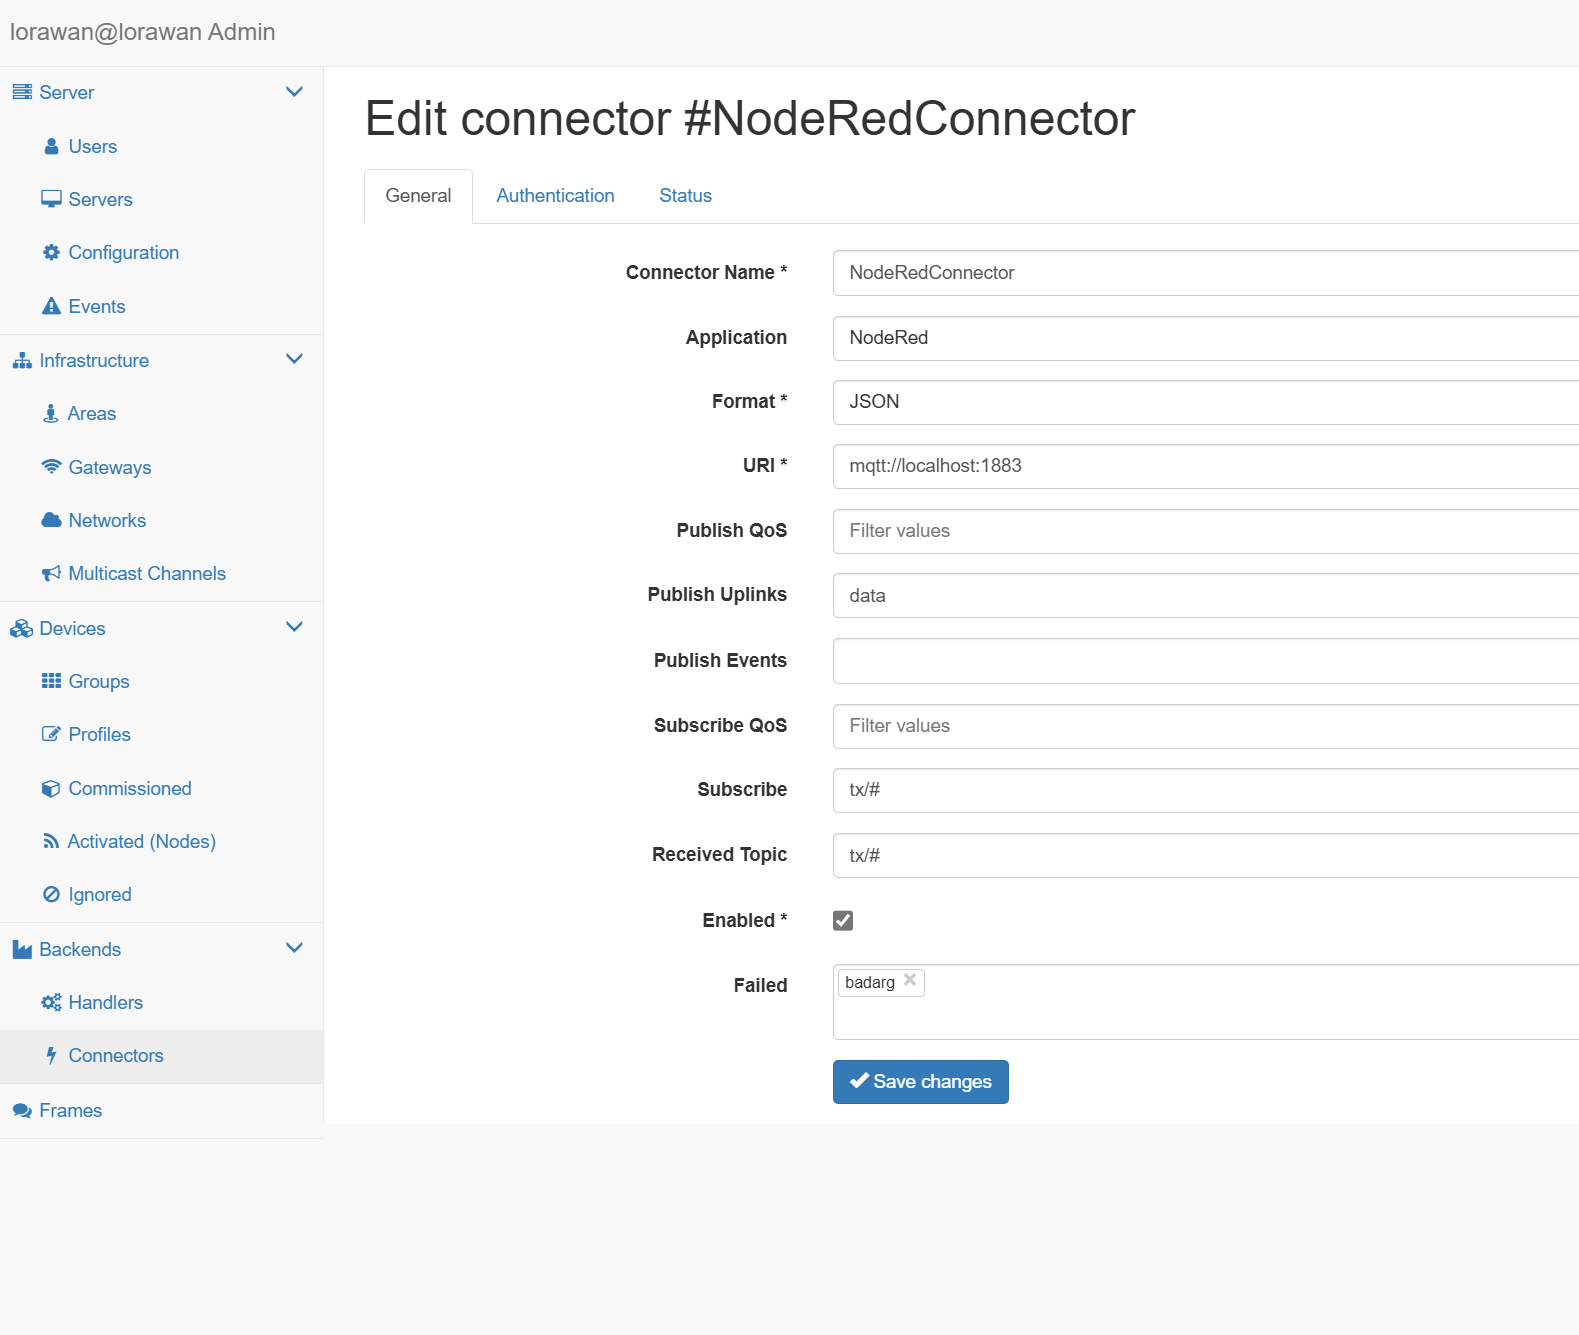 lorawan@lorawan Admin
Server
Users
Servers
Configuration
Events
Infrastructure
Areas
Gateways
Networks
Multicast Channels
Devices
Groups
Profiles
Commissioned
Activated (Nodes)
Ignored
Backends
Handlers
Connectors
Frames
Edit connector #NodeRedConnector
General Authentication Status
Connector Name * NodeRedConnector
Application NodeRed
Format * JSON
URI * mqtt://localhost:1883
Publish QoS Filter values
Publish Uplinks data
Publish Events
Subscribe QoS Filter values
Subscribe tx/#
Received Topic tx/#
Enabled *
Failed badarg
Save changes